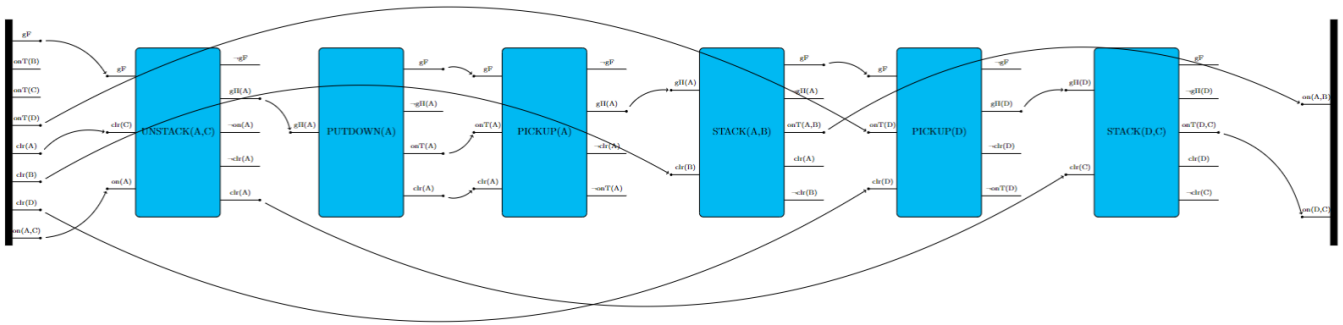 gF
onT(B)
onT(C)
onT(D)
clr(A)
clr(B)
clr(D)
on(A,C)
gF
clr(C)
on(A)
UNSTACK(A,C)
¬gF
gH(A)
¬on(A)
¬clr(A)
clr(A)
gH(A)
PUTDOWN(A)
gF
¬gH(A)
onT(A)
clr(A)
gF
onT(A)
clr(A)
PICKUP(A)
¬gF
gH(A)
¬clr(A)
¬onT(A)
gH(A)
clr(B)
STACK(A,B)
gF
¬gH(A)
onT(A,B)
clr(A)
¬clr(B)
gF
onT(D)
clr(D)
PICKUP(D)
¬gF
gH(D)
¬clr(D)
¬onT(D)
gH(D)
clr(C)
STACK(D,C)
gF
¬gH(D)
onT(D,C)
clr(D)
¬clr(C)
on(A,B)
on(D,C)